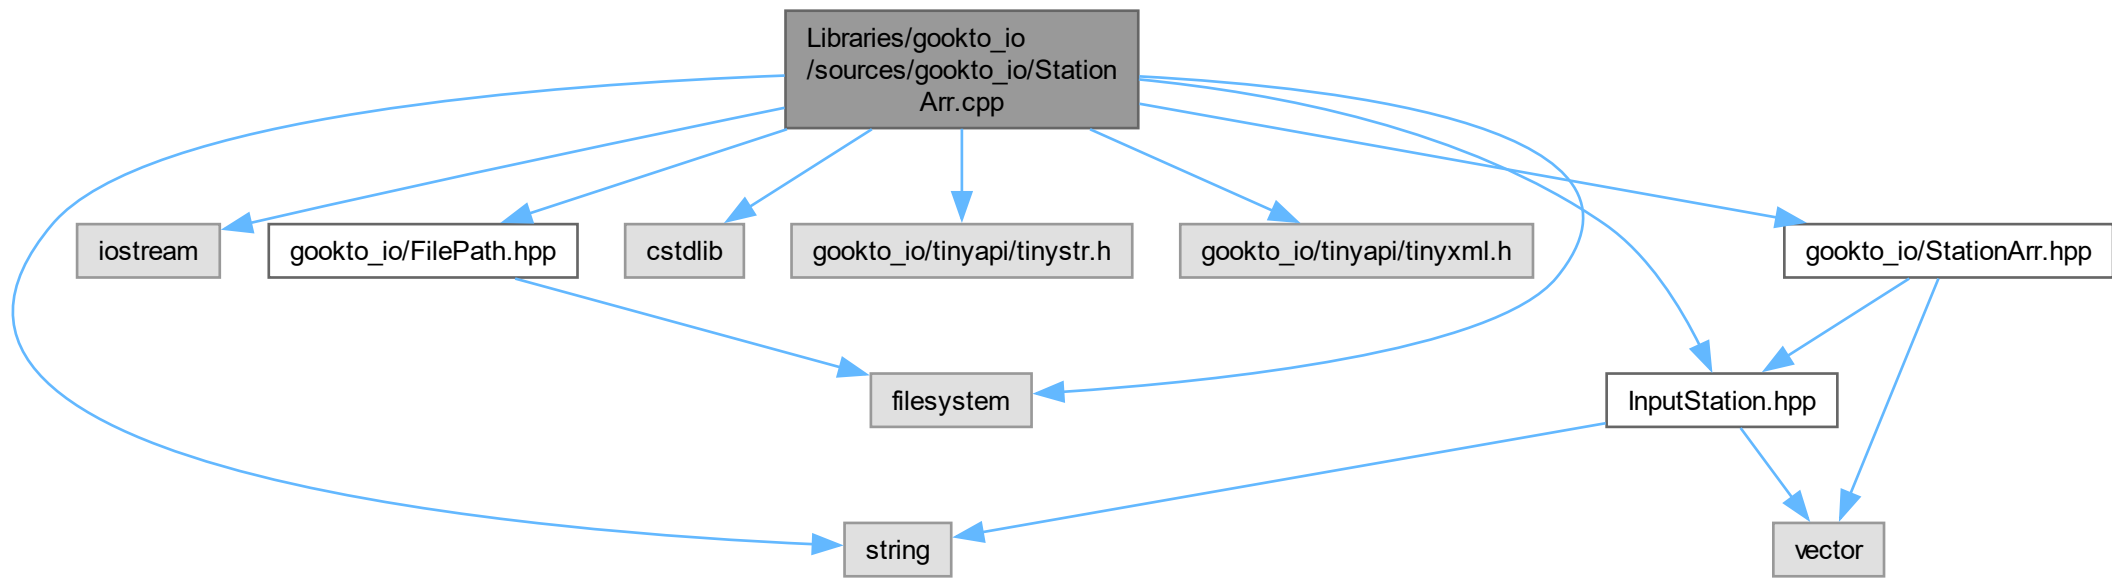 Libraries/gookto_io
/sources/gookto_io/Station
Arr.cpp
iostream
gookto_io/FilePath.hpp
cstdlib
gookto_io/tinyapi/tinystr.h
gookto_io/tinyapi/tinyxml.h
gookto_io/StationArr.hpp
filesystem
InputStation.hpp
string
vector